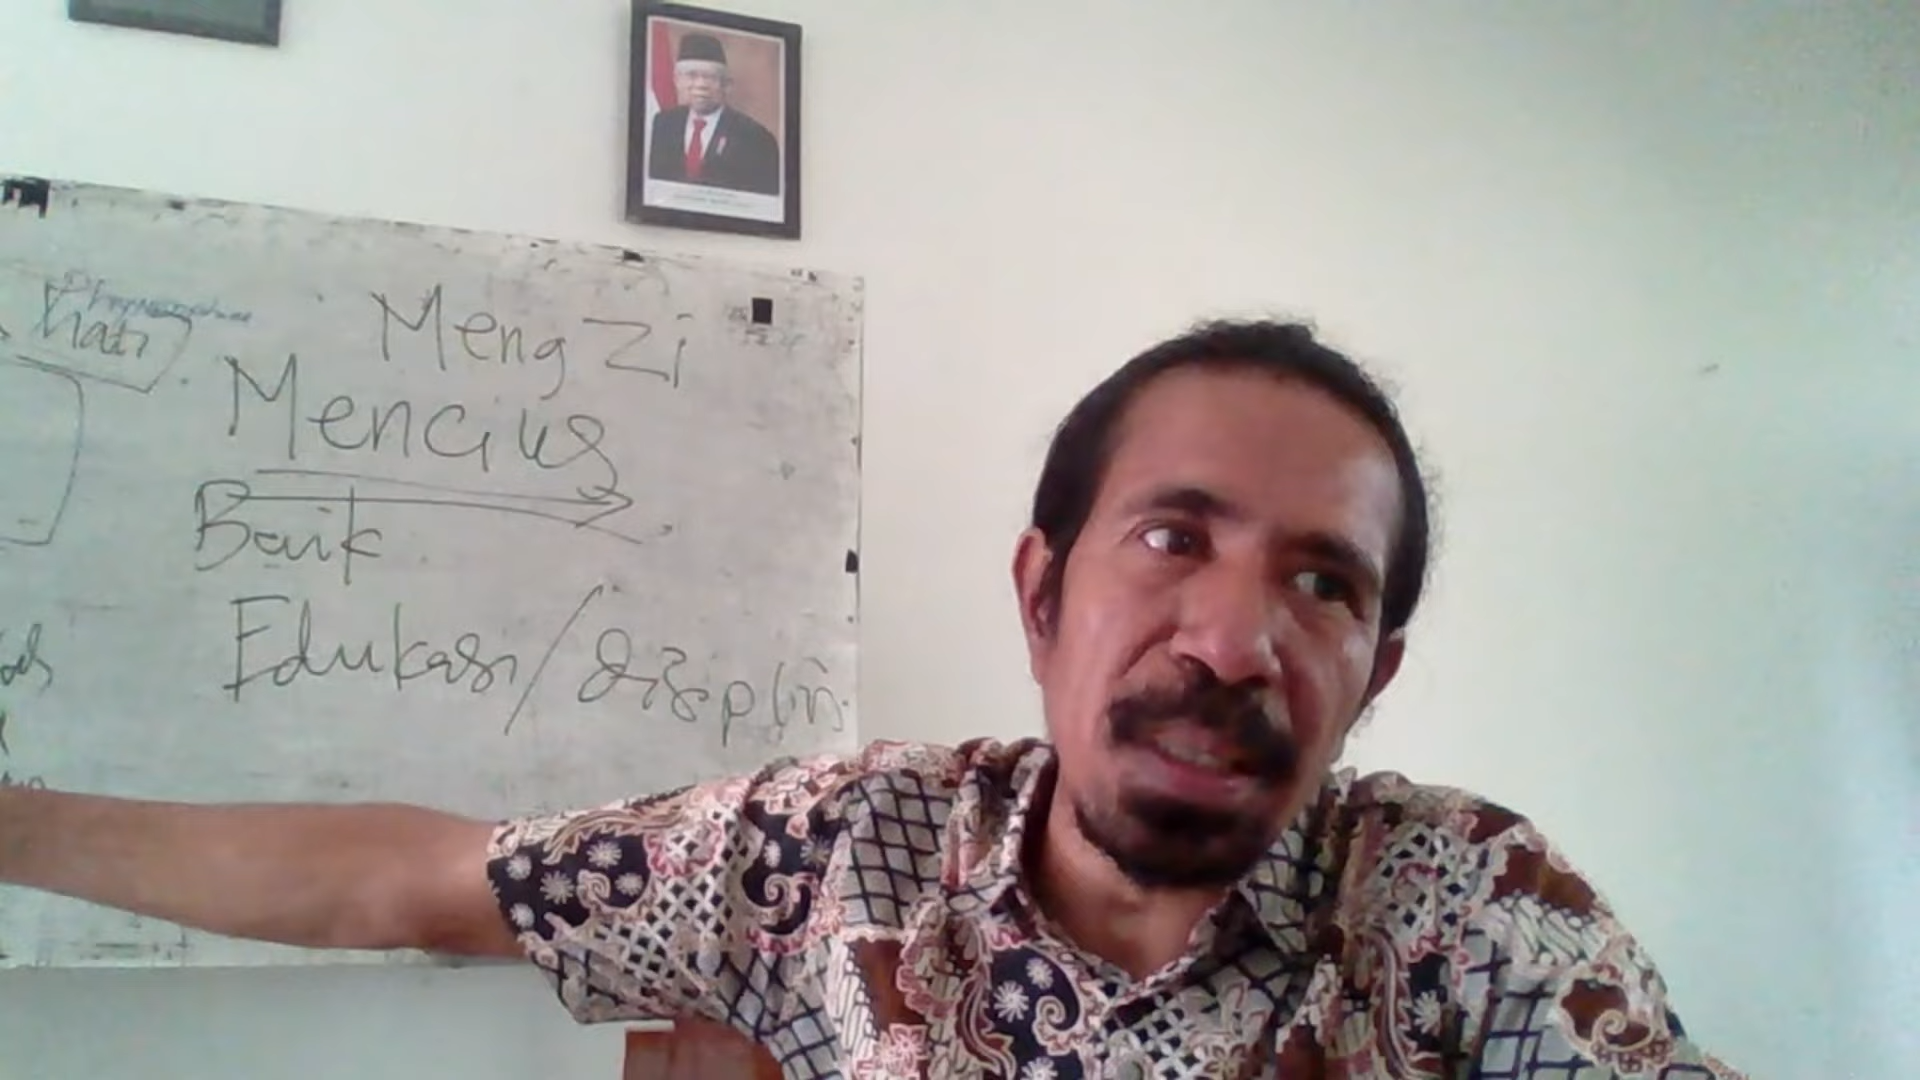 hati
Meng Zi
Mencius
Baik
Edukasi/disiplin